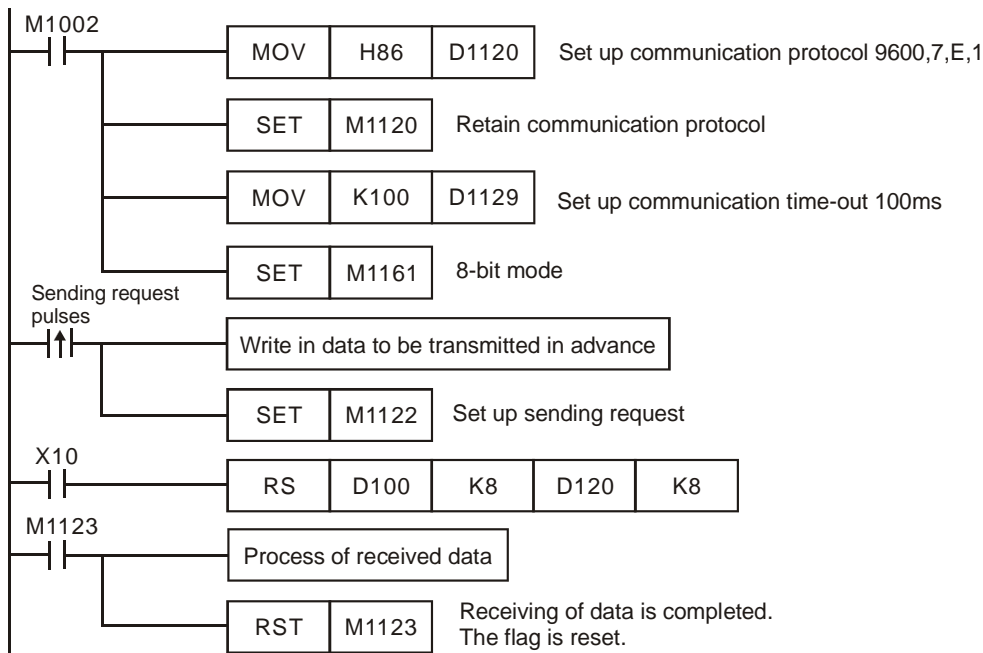 M1002
MOV H86 D1120 Set up communication protocol 9600,7,E,1
SET M1120 Retain communication protocol
MOV K100 D1129 Set up communication time-out 100ms
SET M1161 8-bit mode
Sending request
pulses
Write in data to be transmitted in advance
SET M1122 Set up sending request
X10
RS D100 K8 D120 K8
M1123
Process of received data
RST M1123 Receiving of data is completed.
The flag is reset.